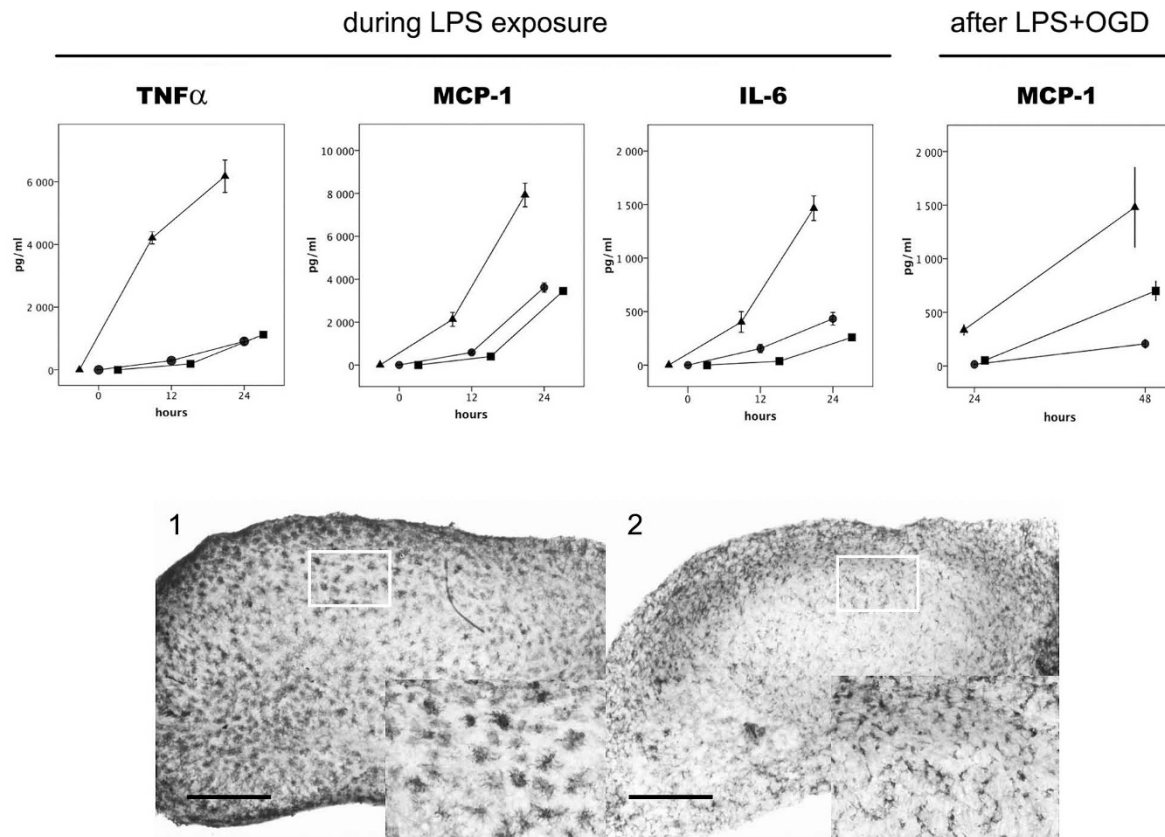 during LPS exposure
after LPS+OGD
TNFα
MCP-1
IL-6
MCP-1
6 000
4 000
2 000
0
pg/ml
0 12 24
hours
10 000
8 000
6 000
4 000
2 000
0
pg/ml
0 12 24
hours
2 000
1 500
1 000
500
0
pg/ml
0 12 24
hours
2 000
1 500
1 000
500
0
pg/ml
24 48
hours
1
2